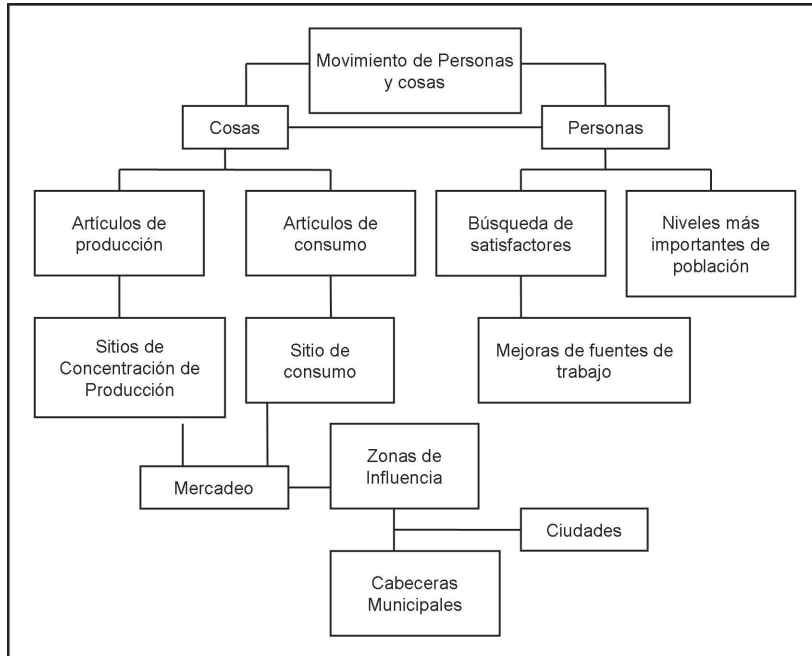 Movimiento de Personas
y cosas
Cosas
Personas
Artículos de
producción
Artículos de
consumo
Búsqueda de
satisfactores
Niveles más
importantes de
población
Sitios de
Concentración de
Producción
Sitio de
consumo
Mejoras de fuentes de
trabajo
Mercadeo
Zonas de
Influencia
Ciudades
Cabeceras
Municipales